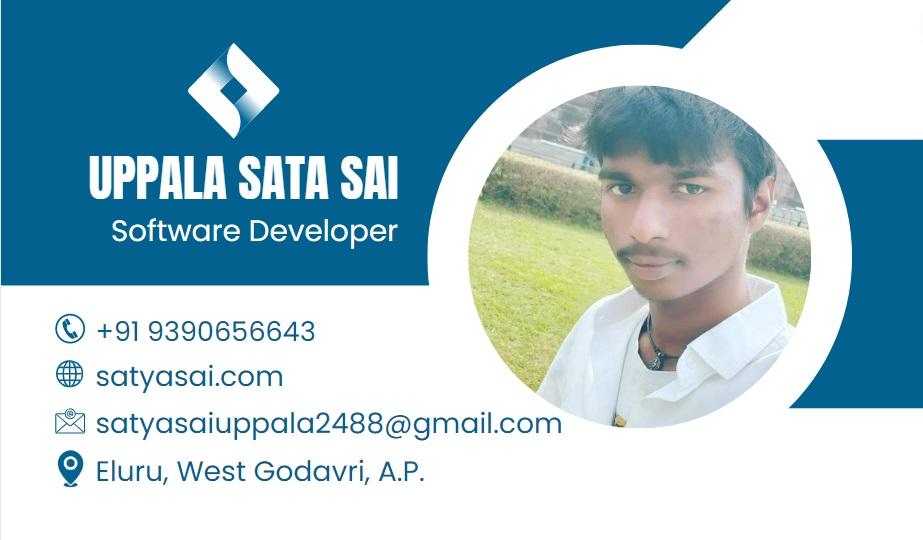 UPPALA SATA SAI
Software Developer
+91 9390656643
satyasai.com
satyasaiuppala2488@gmail.com
Eluru, West Godavri, A.P.